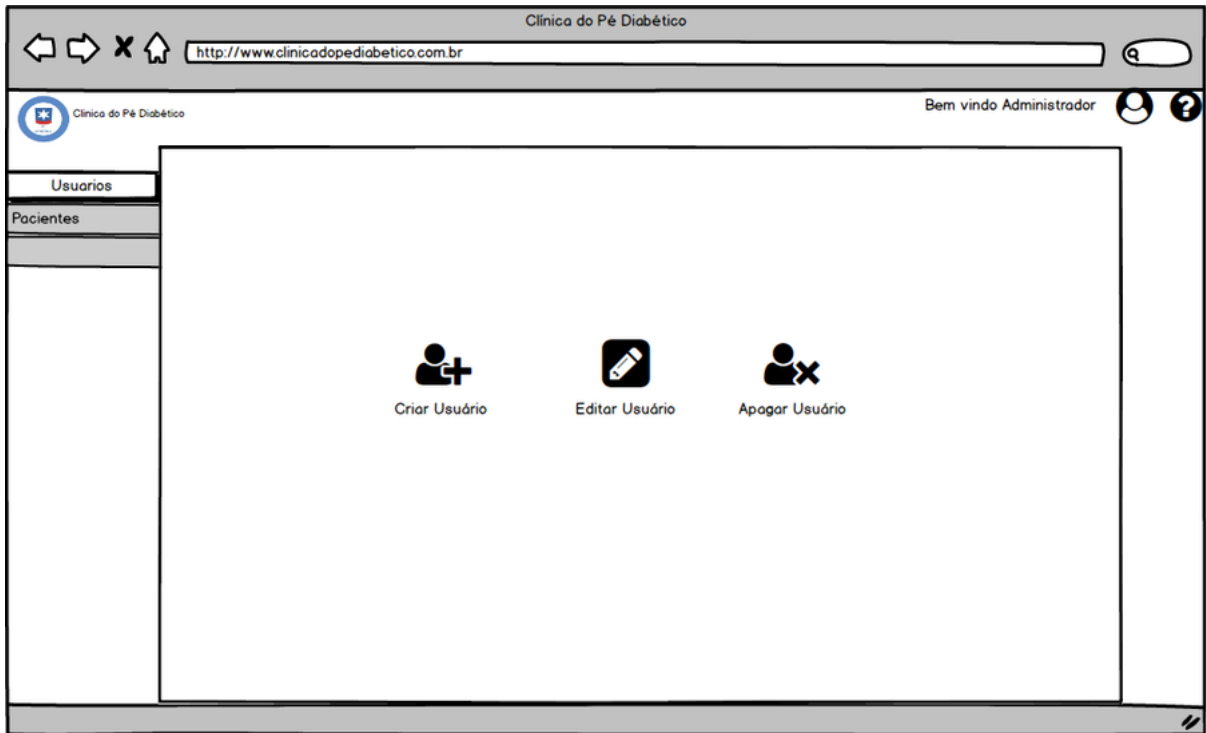 Clínica do Pé Diabético
http://www.clinicadopediabetico.com.br
Clínica do Pé Diabético
Bem vindo Administrador
Usuarios
Pacientes
Criar Usuário
Editar Usuário
Apagar Usuário